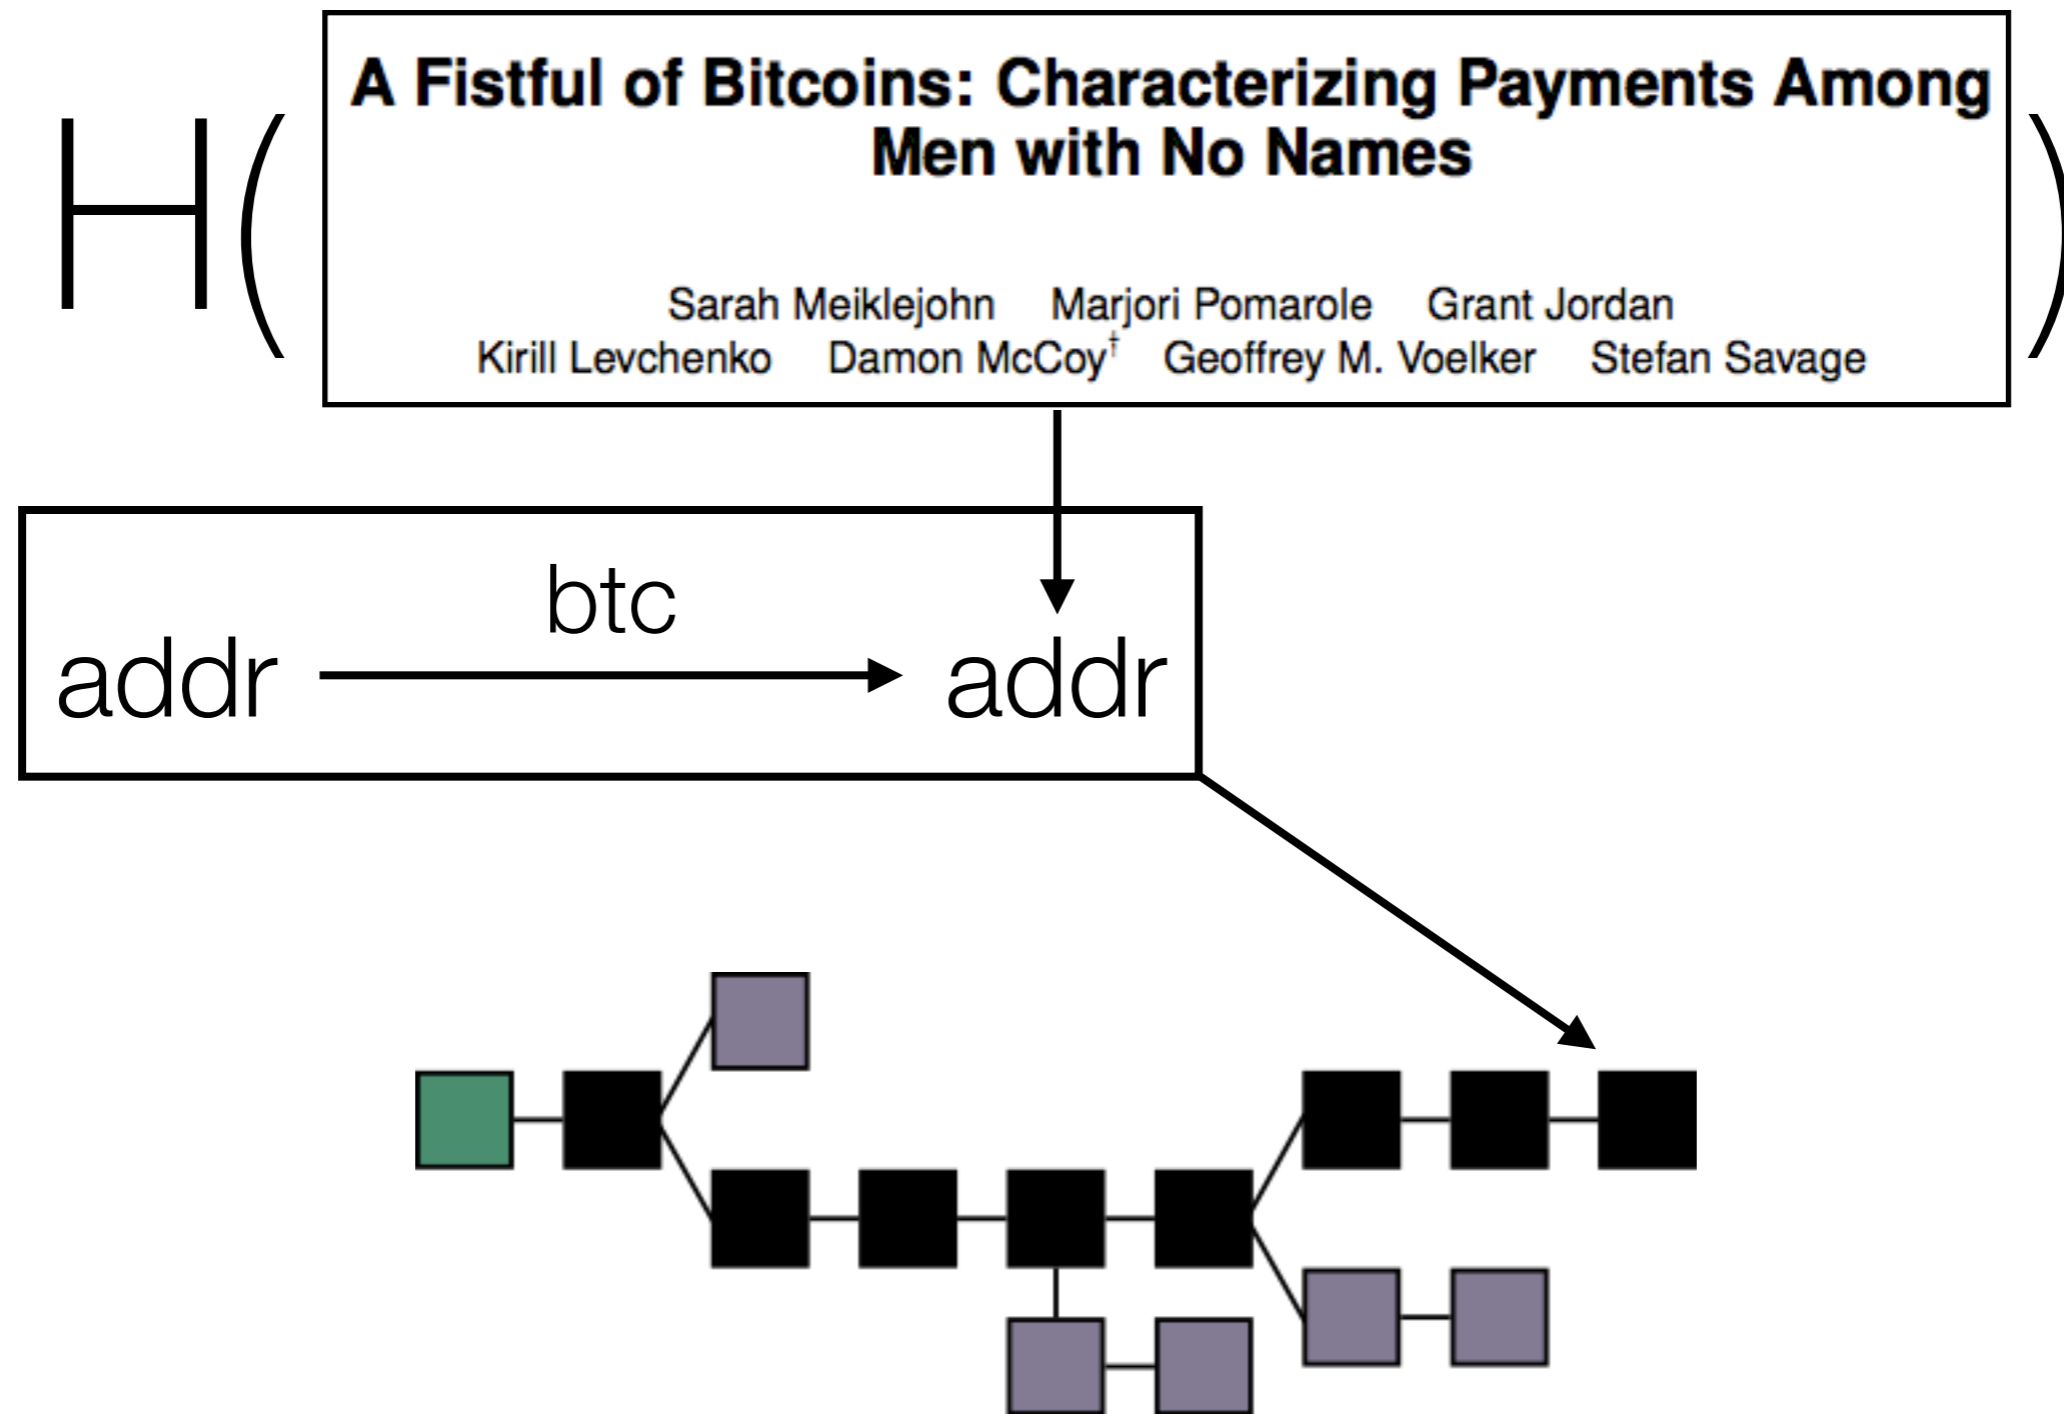 H(
A Fistful of Bitcoins: Characterizing Payments Among
Men with No Names
Sarah Meiklejohn Marjori Pomarole Grant Jordan
Kirill Levchenko Damon McCoy† Geoffrey M. Voelker Stefan Savage
)
btc
addr addr